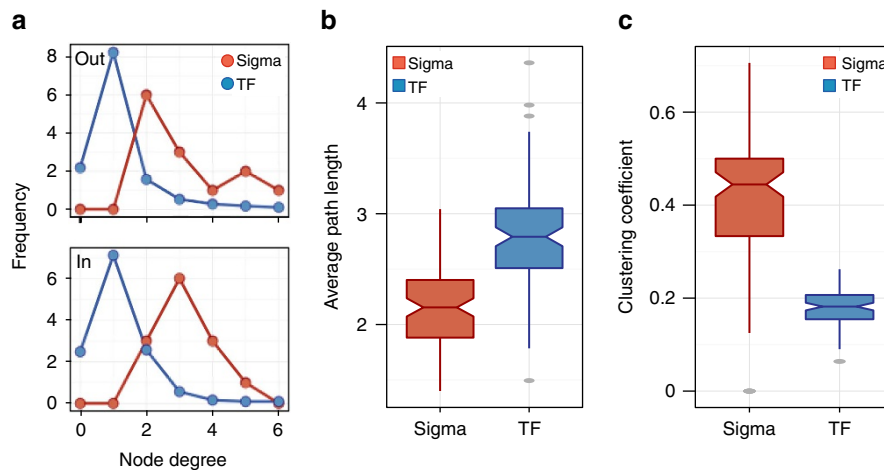 a
Out
Sigma
TF
8
6
4
2
0
In
6
4
2
0
0 2 4 6
Node degree
Frequency
b
Sigma
TF
4
3
2
Average path length
Sigma TF
c
Sigma
TF
0.6
0.4
0.2
0
Clustering coefficient
Sigma TF